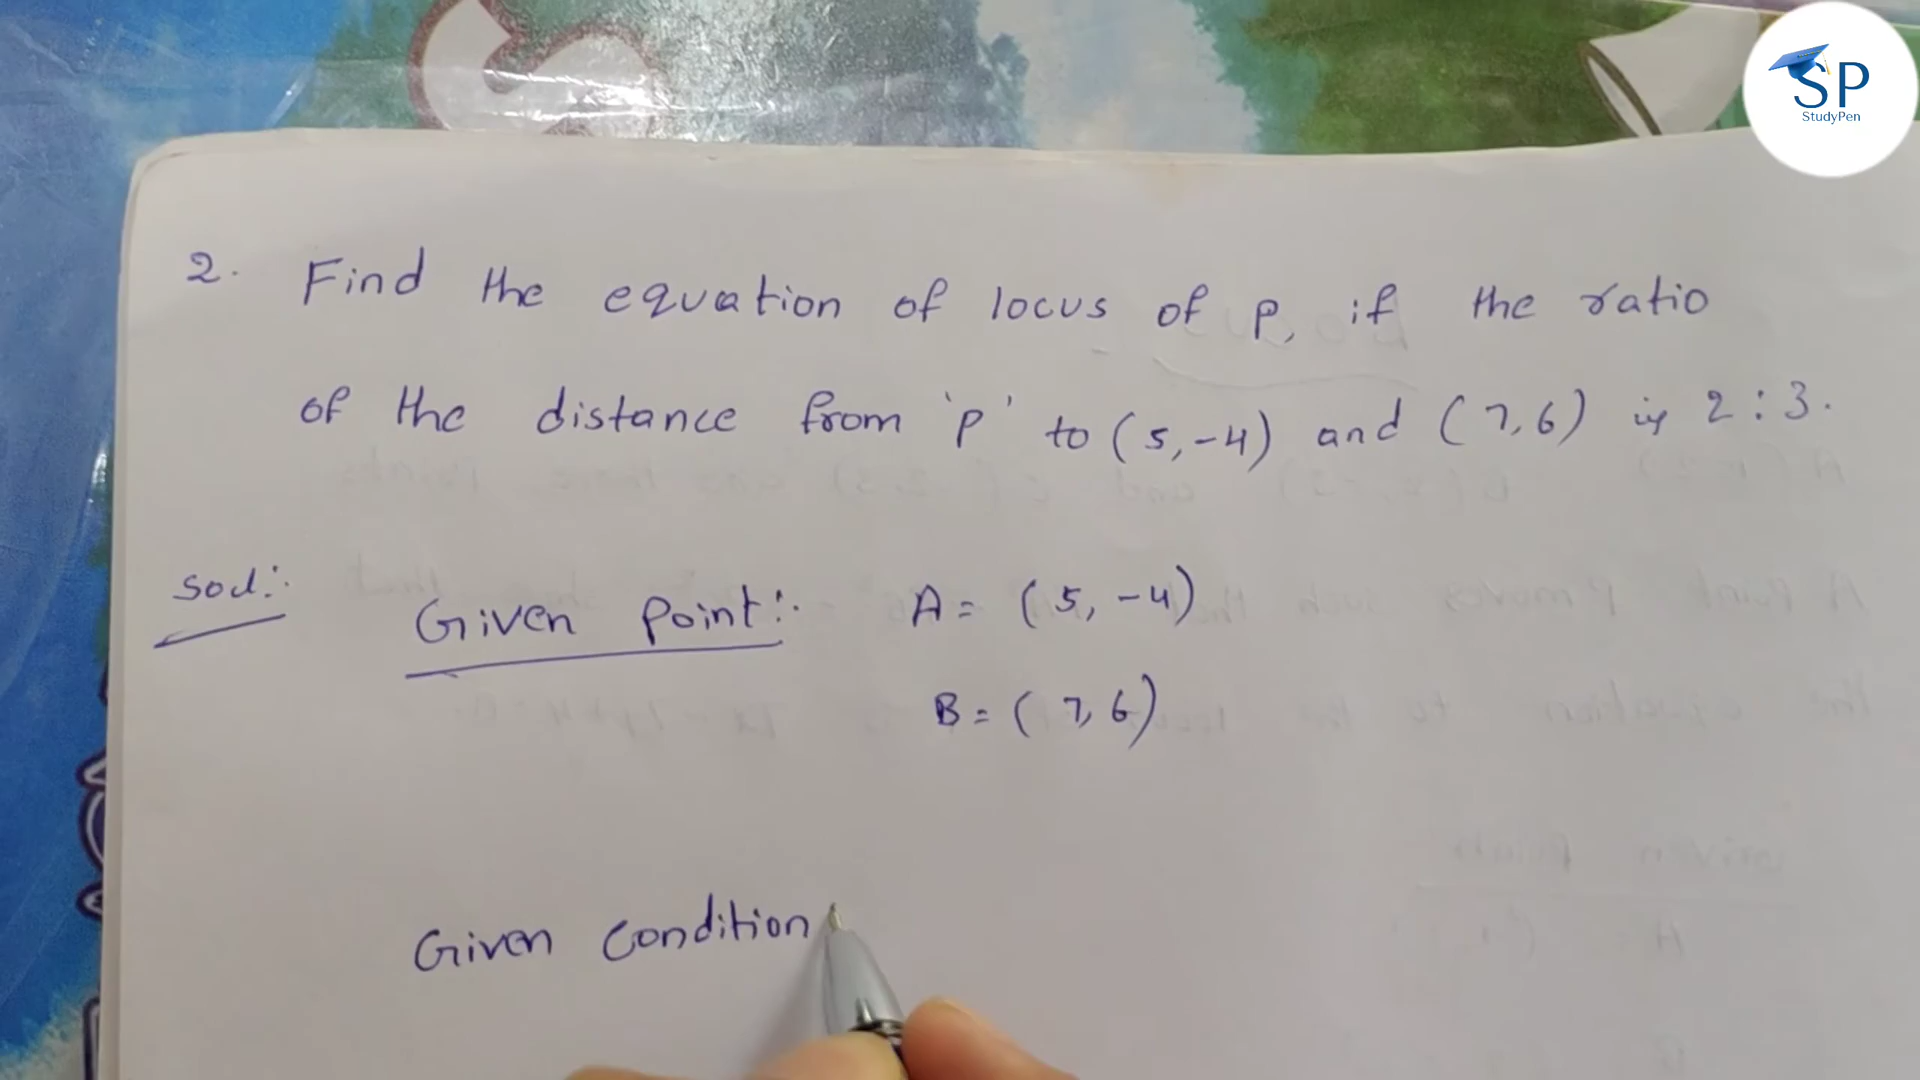 SP
StudyPen
2. Find the equation of locus of P, if the ratio
of the distance from 'P' to (5,-4) and (7,6) is 2:3.
Sol:
Given Point: A = (5, -4)
B = (7, 6)
Given Condition